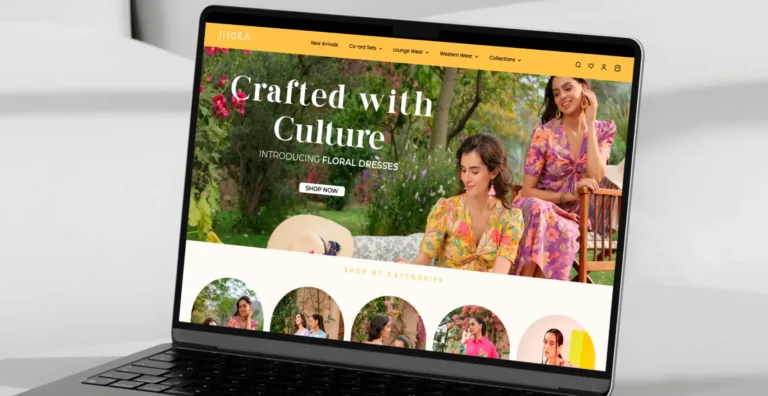 JISORA
New Arrivals Co-ord Sets Lounge Wear Western Wear Collections
Crafted with
Culture
INTRODUCING FLORAL DRESSES
SHOP NOW
SHOP BY CATEGORIES